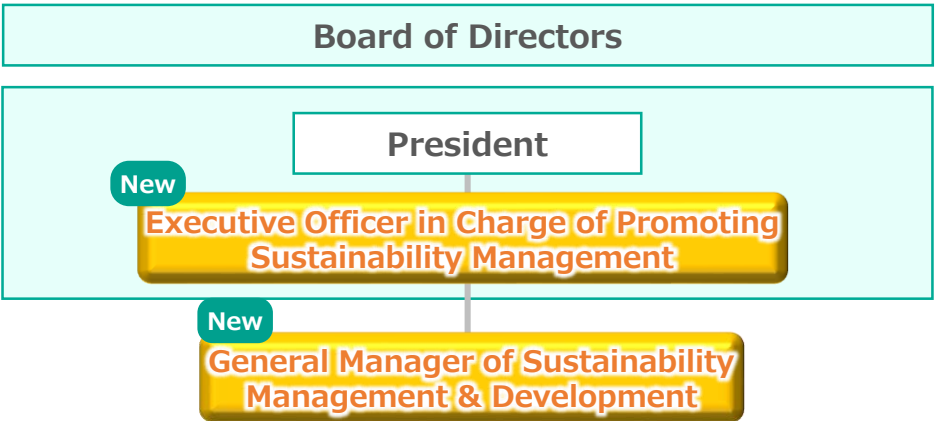 Board of Directors
President
New
Executive Officer in Charge of Promoting
Sustainability Management
New
General Manager of Sustainability
Management & Development